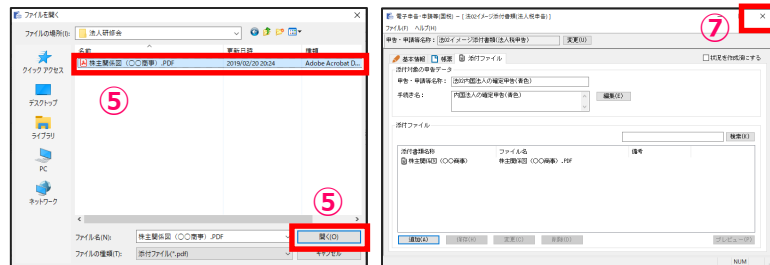 ファイルを開く
ファイルの場所(I):
法人研修会
名前
更新日時
種類
株主関係図（〇〇商事）.PDF
2019/02/20 20:24
Adobe Acrobat D...
クイック アクセス
デスクトップ
ライブラリ
PC
ネットワーク
⑤
⑤
ファイル名(N):
株主関係図（〇〇商事）.PDF
開く(O)
ファイルの種類(T):
添付ファイル(*.pdf)
キャンセル
電子申告・申請等(国税) - [ 法02イメージ添付書類(法人税申告)]
⑦
ファイル(F) ヘルプ(H)
申告・申請等名称:
法02イメージ添付書類(法人税申告)
変更(U)
基本情報
帳票
添付ファイル
状況を作成済にする
添付対象の申告データ
申告・申請等名称:
法02内国法人の確定申告(青色)
手続き名:
内国法人の確定申告(青色)
編集(E)
添付ファイル
検索(K)
添付書類名称
ファイル名
備考
株主関係図（〇〇商事）
株主関係図（〇〇商事）.PDF
追加(A)
保存(H)
変更(C)
削除(D)
プレビュー(P)
NUM